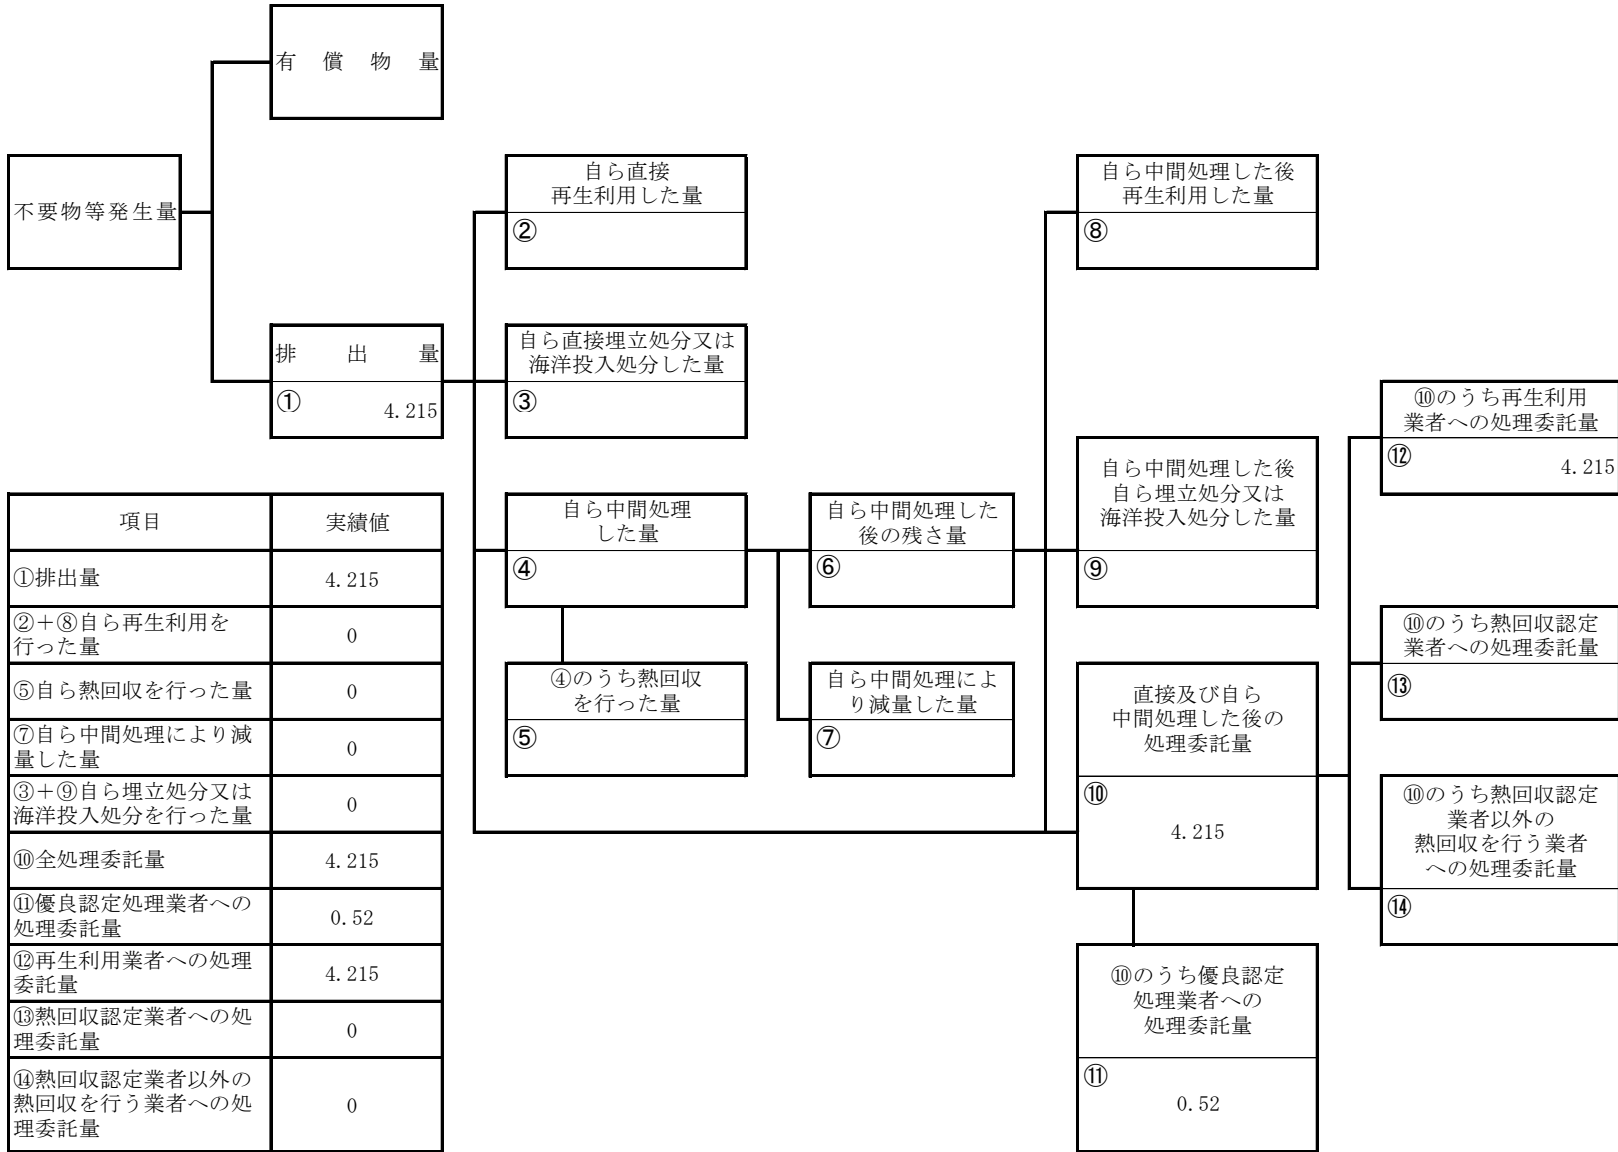 有償物量
不要物等発生量
排出量
①
4.215
自ら直接
再生利用した量
②
自ら直接埋立処分又は
海洋投入処分した量
③
自ら中間処理
した量
④
④のうち熱回収
を行った量
⑤
自ら中間処理した
後の残さ量
⑥
自ら中間処理によ
り減量した量
⑦
自ら中間処理した後
再生利用した量
⑧
自ら中間処理した後
自ら埋立処分又は
海洋投入処分した量
⑨
直接及び自ら
中間処理した後の
処理委託量
⑩
4.215
⑩のうち優良認定
処理業者への
処理委託量
⑪
0.52
⑩のうち再生利用
業者への処理委託量
⑫
4.215
⑩のうち熱回収認定
業者への処理委託量
⑬
⑩のうち熱回収認定
業者以外の
熱回収を行う業者
への処理委託量
⑭
項目 実績値
①排出量 4.215
②＋⑧自ら再生利用を
行った量 0
⑤自ら熱回収を行った量 0
⑦自ら中間処理により減
量した量 0
③＋⑨自ら埋立処分又は
海洋投入処分を行った量 0
⑩全処理委託量 4.215
⑪優良認定処理業者への
処理委託量 0.52
⑫再生利用業者への処理
委託量 4.215
⑬熱回収認定業者への処
理委託量 0
⑭熱回収認定業者以外の
熱回収を行う業者への処
理委託量 0